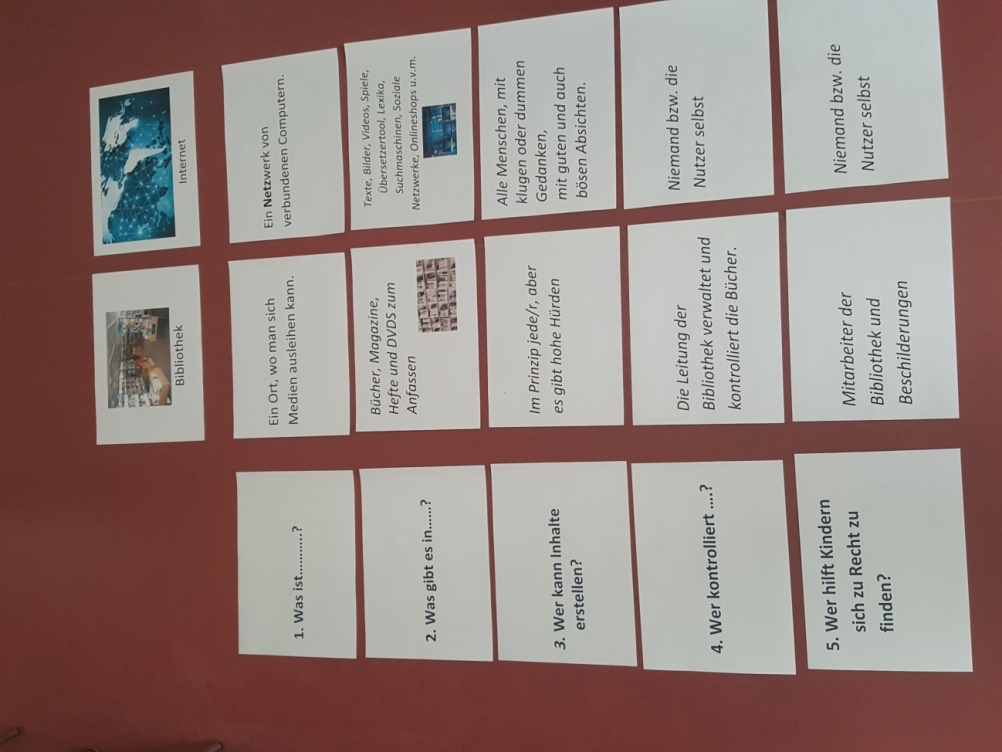 Bibliothek
Internet
1. Was ist............?
Ein Ort, wo man sich
Medien ausleihen kann.
Ein Netzwerk von
verbundenen Computern.
2. Was gibt es in......?
Bücher, Magazine,
Hefte und DVDS zum
Anfassen
Texte, Bilder, Videos, Spiele,
Übersetzertool, Lexika,
Suchmaschinen, Soziale
Netzwerke, Onlineshops u.v.m.
3. Wer kann Inhalte
erstellen?
Im Prinzip jede/r, aber
es gibt hohe Hürden
Alle Menschen, mit
klugen oder dummen
Gedanken,
mit guten und auch
bösen Absichten.
4. Wer kontrolliert ....?
Die Leitung der
Bibliothek verwaltet und
kontrolliert die Bücher.
Niemand bzw. die
Nutzer selbst
5. Wer hilft Kindern
sich zu Recht zu
finden?
Mitarbeiter der
Bibliothek und
Beschilderungen
Niemand bzw. die
Nutzer selbst